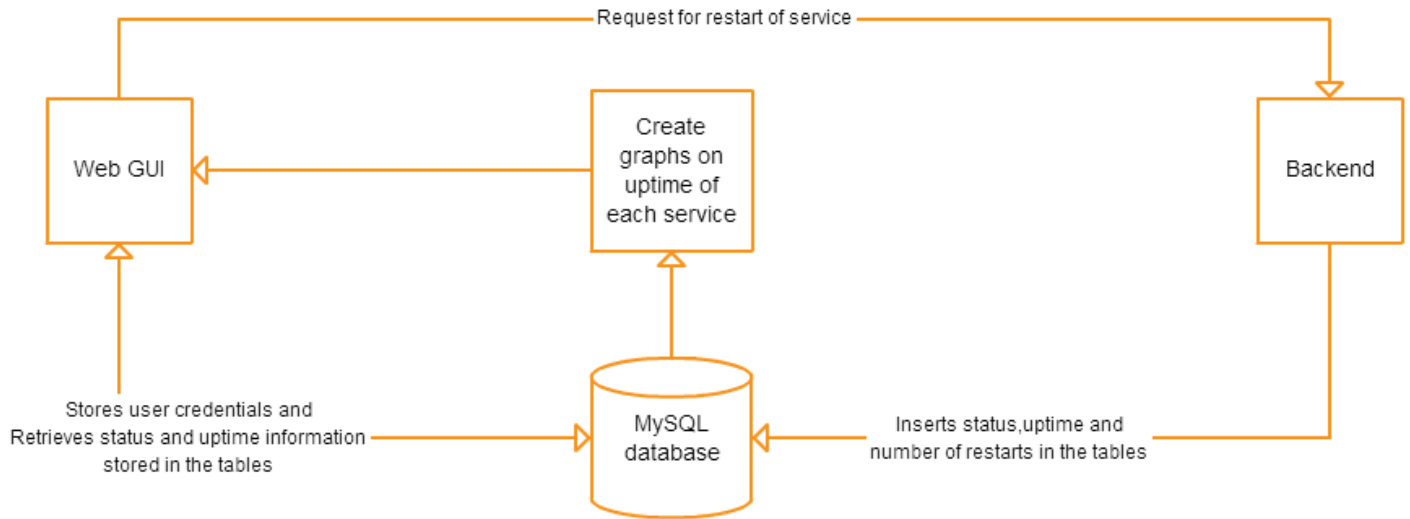 Request for restart of service
Web GUI
Create
graphs on
uptime of
each service
Backend
Stores user credentials and
Retrieves status and uptime information
stored in the tables
MySQL
database
Inserts status,uptime and
number of restarts in the tables